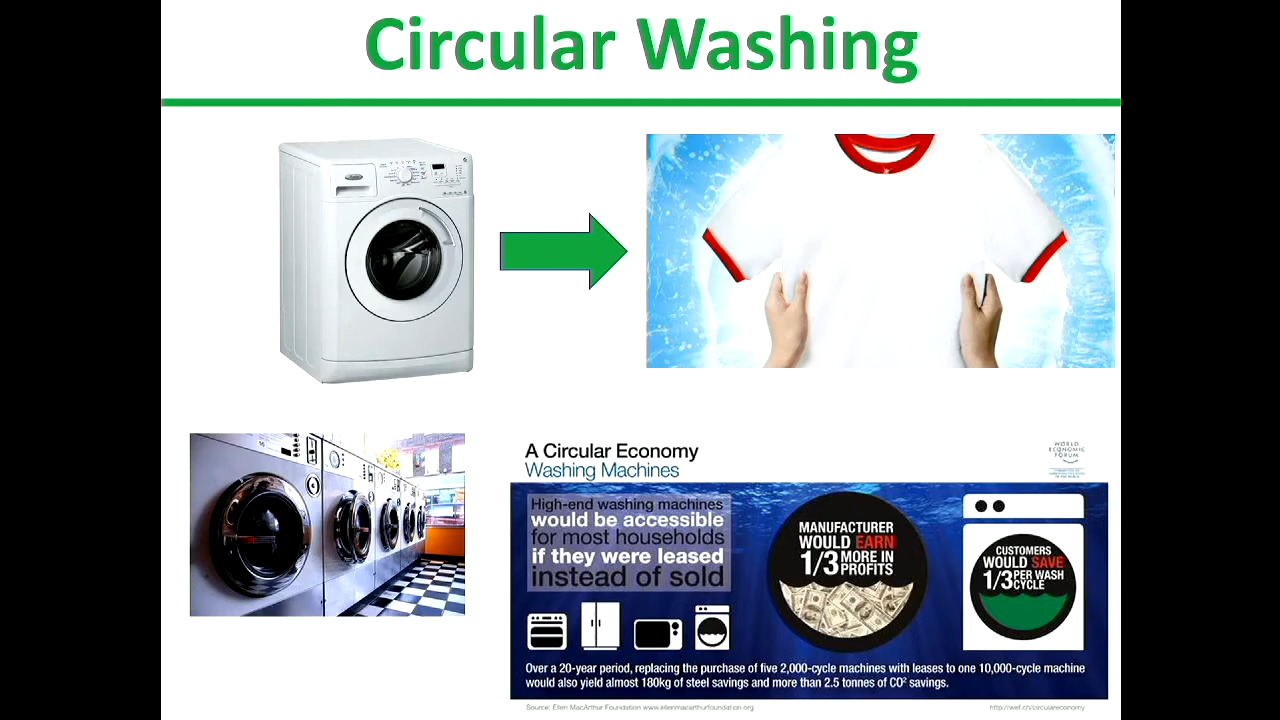 Circular Washing
A Circular Economy
Washing Machines
WORLD
ECONOMIC
FORUM
High-end washing machines
would be accessible
for most households
if they were leased
instead of sold
MANUFACTURER
WOULD EARN
1/3 MORE IN
PROFITS
CUSTOMERS
WOULD SAVE
1/3 PER WASH
CYCLE
Over a 20-year period, replacing the purchase of five 2,000-cycle machines with leases to one 10,000-cycle machine
would also yield almost 180kg of steel savings and more than 2.5 tonnes of CO² savings.
Source: Ellen MacArthur Foundation www.ellenmacarthurfoundation.org
http://wef.ch/circulareconomy